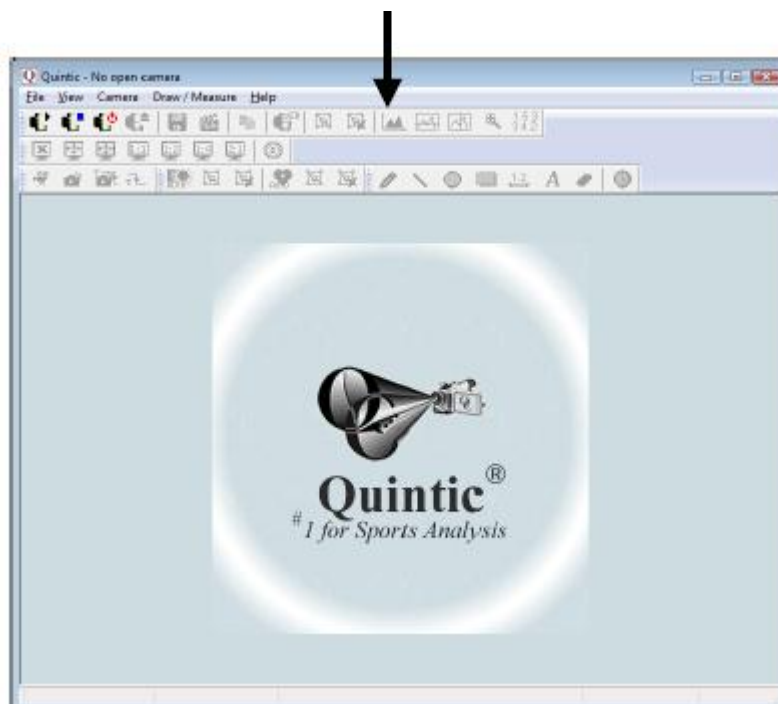 Quintic - No open camera
File View Camera Draw / Measure Help
A
Quintic®
#1 for Sports Analysis